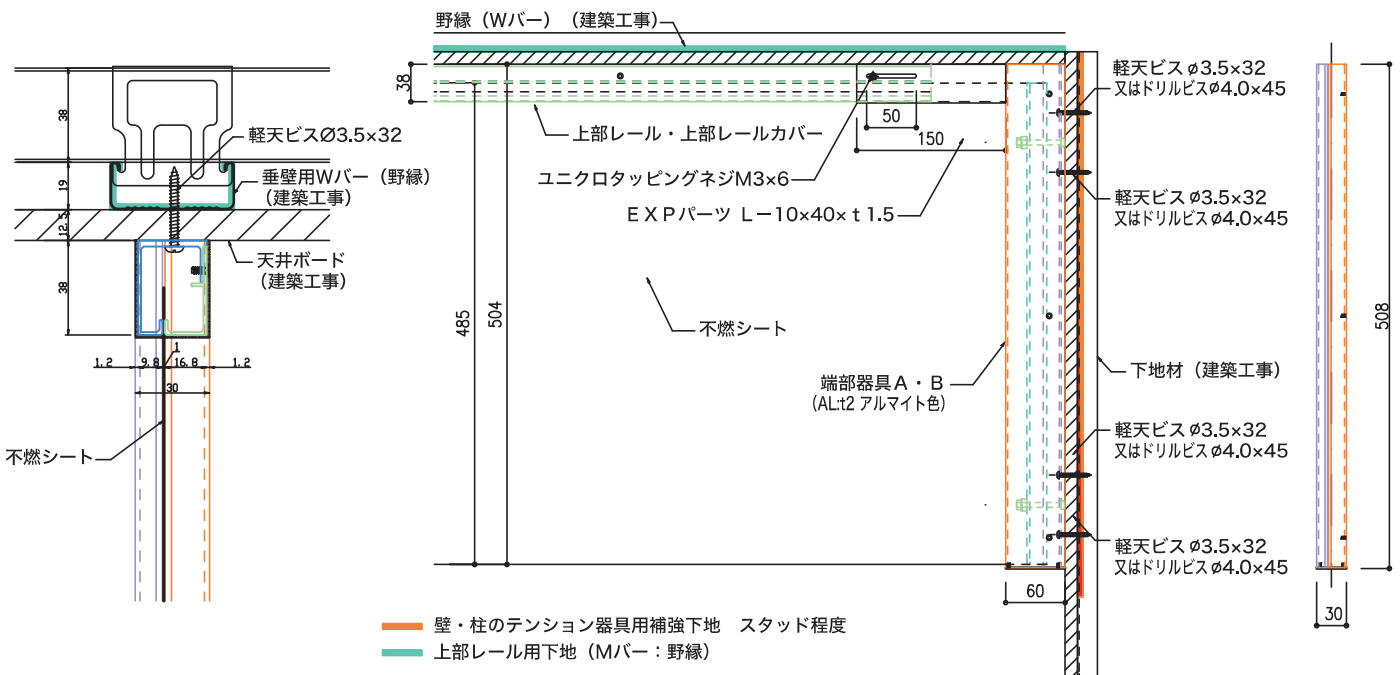 野縁（Wバー）（建築工事）
38
19
12.5
38
軽天ビスØ3.5×32
垂壁用Wバー（野縁）
（建築工事）
天井ボード
（建築工事）
1
1.2
9.8
16.8
1.2
30
不燃シート
38
上部レール・上部レールカバー
50
150
ユニクロタッピングネジM3×6
ＥＸＰパーツ Ｌ－10×40×ｔ1.5
485
504
不燃シート
端部器具Ａ・Ｂ
(AL:t2 アルマイト色)
60
軽天ビス φ3.5×32
又はドリルビス φ4.0×45
軽天ビス φ3.5×32
又はドリルビス φ4.0×45
下地材（建築工事）
軽天ビス φ3.5×32
又はドリルビス φ4.0×45
軽天ビス φ3.5×32
又はドリルビス φ4.0×45
508
30
壁・柱のテンション器具用補強下地　スタッド程度
上部レール用下地（Mバー：野縁）